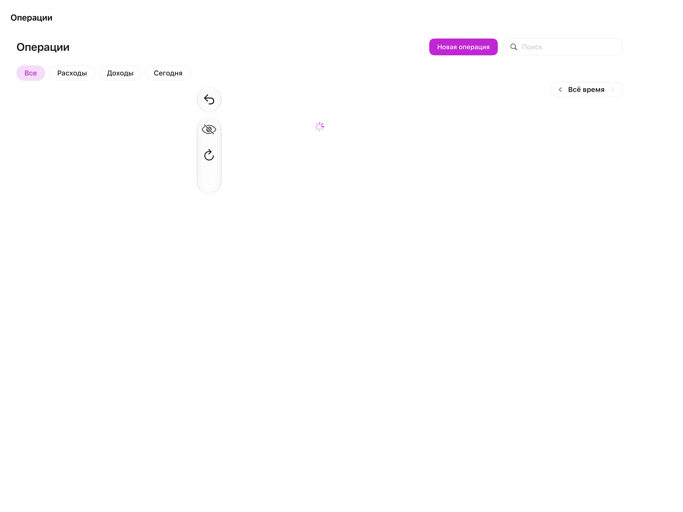 Операции
Операции
Новая операция
Поиск
Все
Расходы
Доходы
Сегодня
Всё время